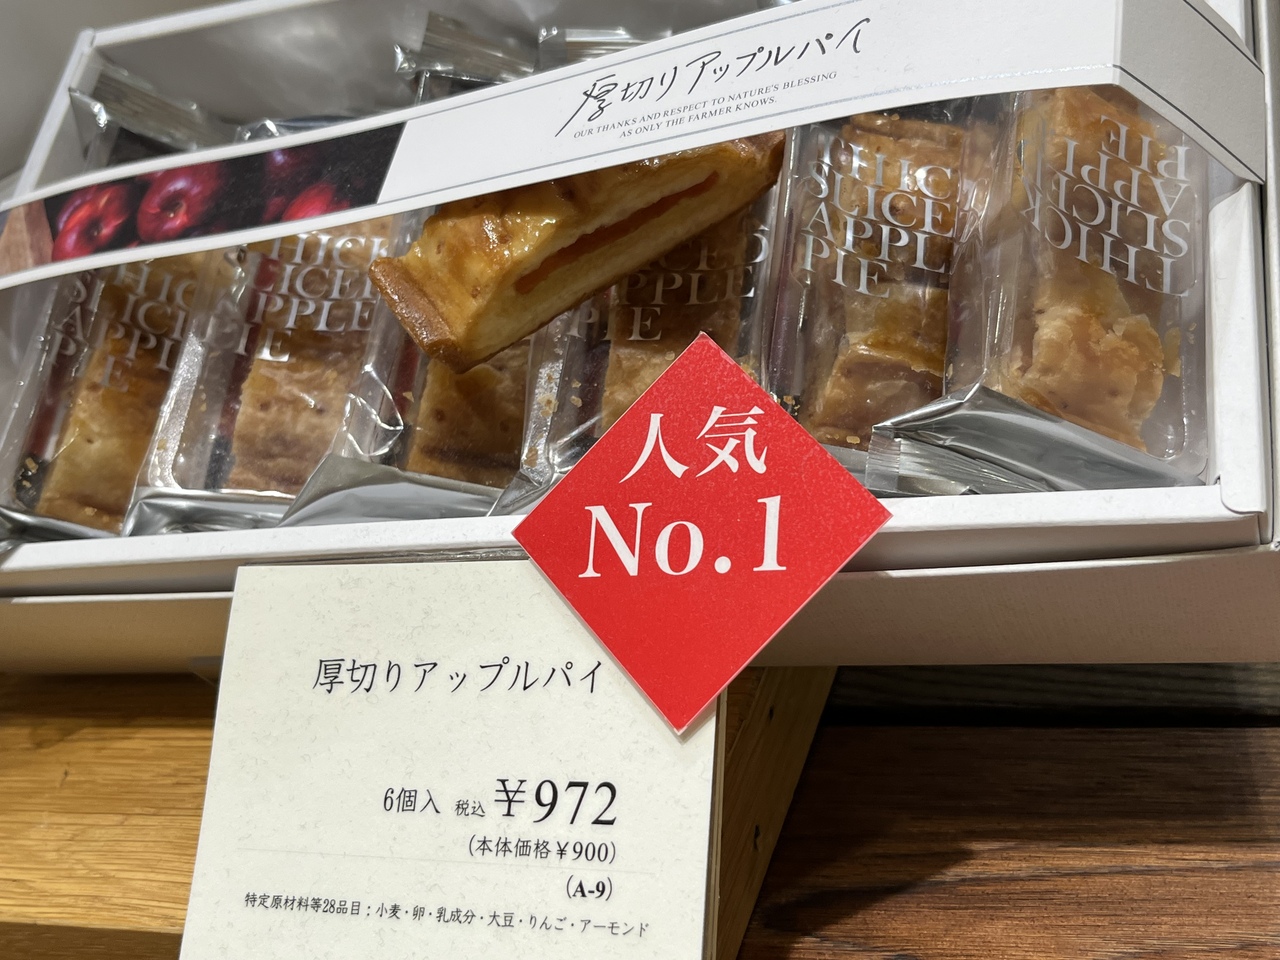 厚切りアップルパイ
OUR THANKS AND RESPECT TO NATURE'S BLESSING
AS ONLY THE FARMER KNOWS.
THICK
SLICED
APPLE
PIE
人気
No.1
厚切りアップルパイ
6個入 税込 ¥972
(本体価格¥900)
(A-9)
特定原材料等28品目；小麦・卵・乳成分・大豆・りんご・アーモンド